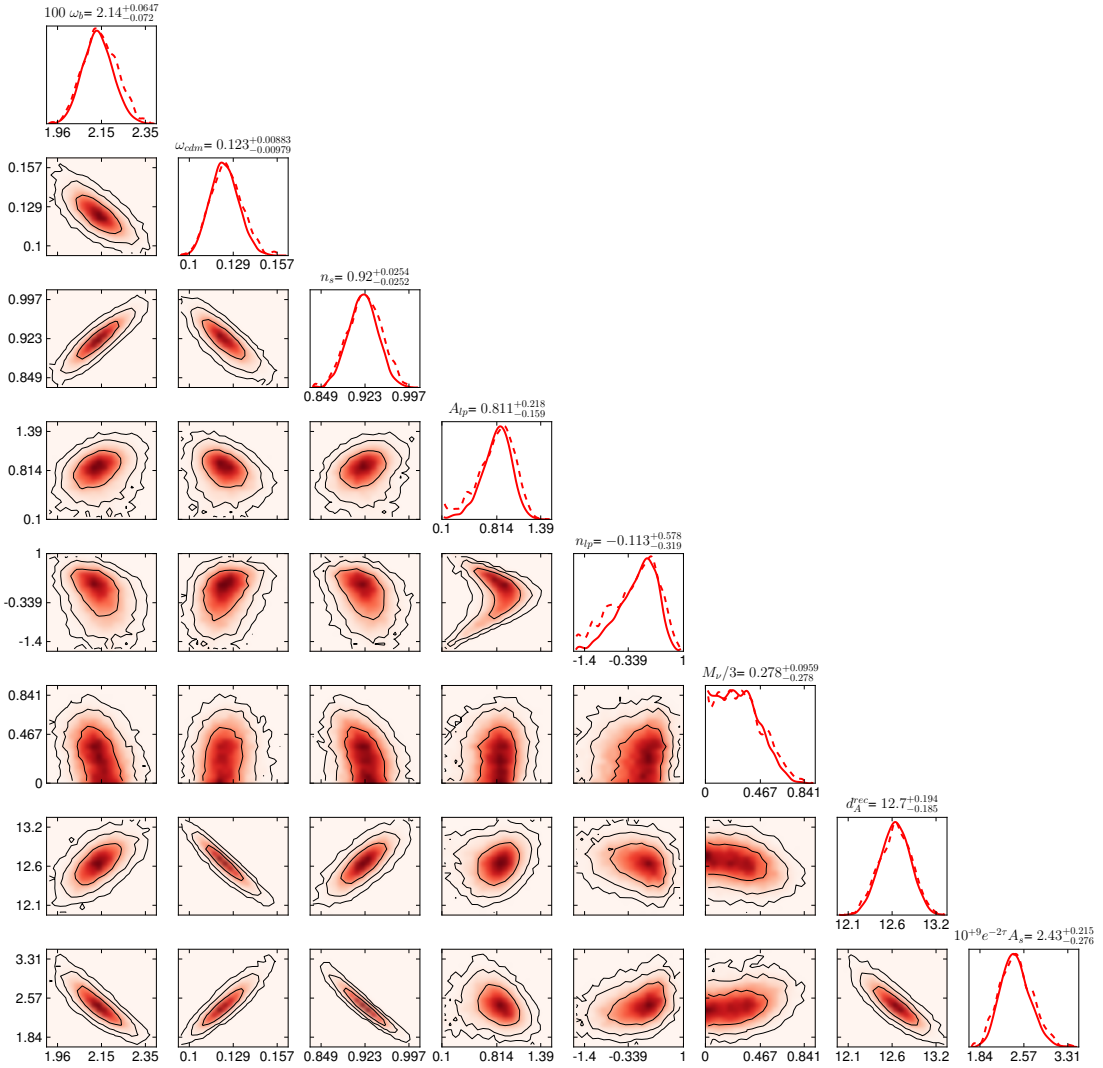 100 ω_b= 2.14^{+0.0647}_{-0.072}
1.96 2.15 2.35
ω_{cdm}= 0.123^{+0.00883}_{-0.00979}
0.157
0.129
0.1
0.1 0.129 0.157
n_s= 0.92^{+0.0254}_{-0.0252}
0.997
0.923
0.849
0.849 0.923 0.997
A_{lp}= 0.811^{+0.218}_{-0.159}
1.39
0.814
0.1
0.1 0.814 1.39
n_{lp}= −0.113^{+0.578}_{-0.319}
1
-0.339
-1.4
-1.4 -0.339 1
M_ν/3= 0.278^{+0.0959}_{-0.278}
0.841
0.467
0
0 0.467 0.841
d_A^{rec}= 12.7^{+0.194}_{-0.185}
13.2
12.6
12.1
12.1 12.6 13.2
10^{+9}e^{−2τ}A_s= 2.43^{+0.215}_{-0.276}
3.31
2.57
1.84
1.96 2.15 2.35 0.1 0.129 0.157 0.849 0.923 0.997 0.1 0.814 1.39 -1.4 -0.339 1 0 0.467 0.841 12.1 12.6 13.2 1.84 2.57 3.31